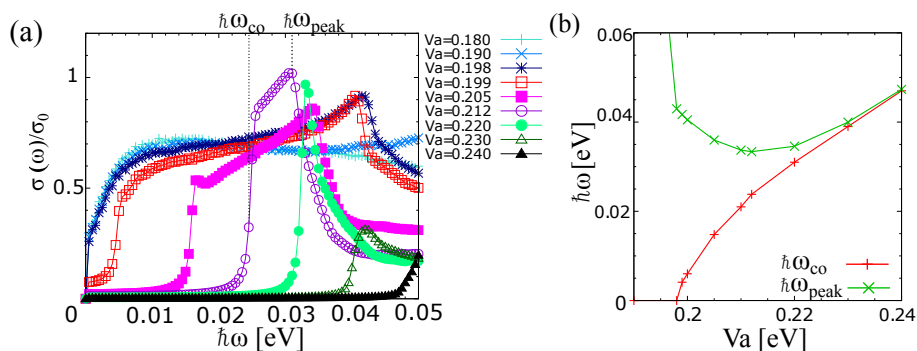 (a)
ħω_co
ħω_peak
Va=0.180
Va=0.190
Va=0.198
Va=0.199
Va=0.205
Va=0.212
Va=0.220
Va=0.230
Va=0.240
1
0.5
0
σ(ω)/σ_0
0 0.01 0.02 0.03 0.04 0.05
ħω [eV]
(b)
0.06
0.04
0.02
0
ħω [eV]
ħω_co
ħω_peak
0.2 0.22 0.24
Va [eV]